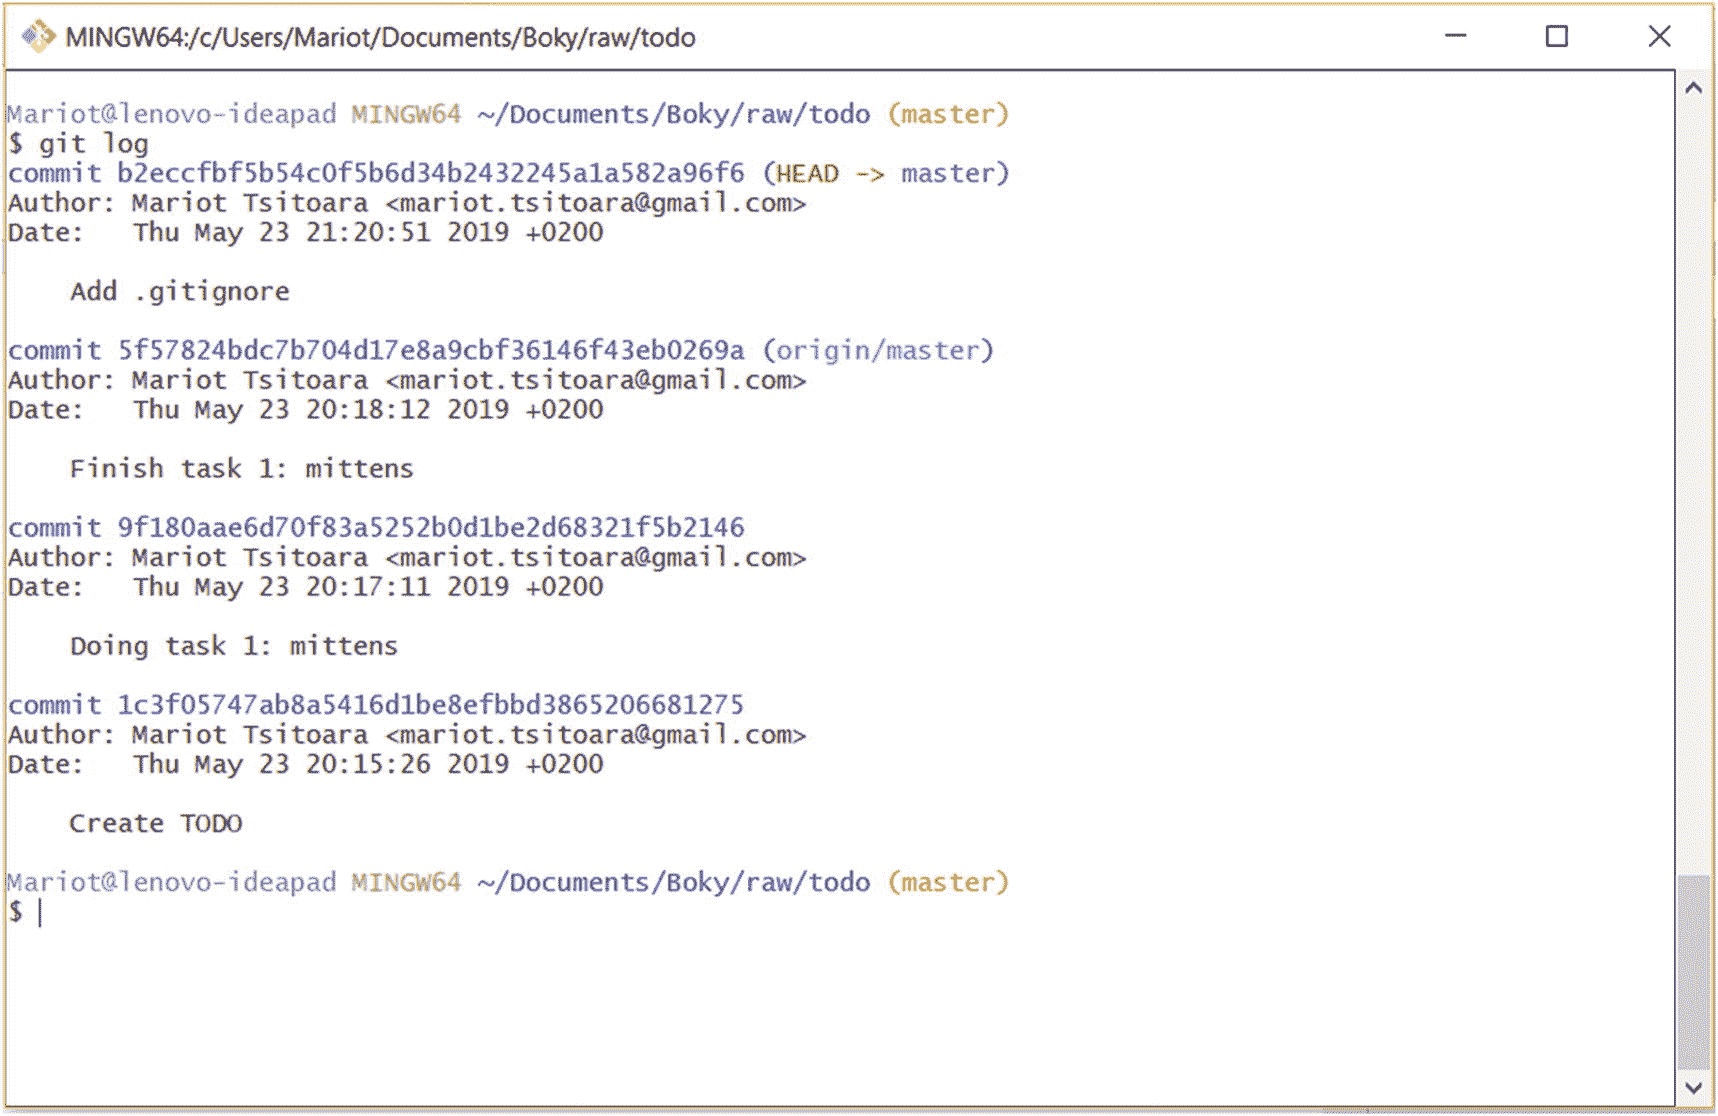 MINGW64:/c/Users/Mariot/Documents/Boky/raw/todo
Mariot@lenovo-ideapad MINGW64 ~/Documents/Boky/raw/todo (master)
$ git log
commit b2eccfbf5b54c0f5b6d34b2432245a1a582a96f6 (HEAD -> master)
Author: Mariot Tsitoara <mariot.tsitoara@gmail.com>
Date:   Thu May 23 21:20:51 2019 +0200
    Add .gitignore
commit 5f57824bdc7b704d17e8a9cbf36146f43eb0269a (origin/master)
Author: Mariot Tsitoara <mariot.tsitoara@gmail.com>
Date:   Thu May 23 20:18:12 2019 +0200
    Finish task 1: mittens
commit 9f180aae6d70f83a5252b0d1be2d68321f5b2146
Author: Mariot Tsitoara <mariot.tsitoara@gmail.com>
Date:   Thu May 23 20:17:11 2019 +0200
    Doing task 1: mittens
commit 1c3f05747ab8a5416d1be8efbbd3865206681275
Author: Mariot Tsitoara <mariot.tsitoara@gmail.com>
Date:   Thu May 23 20:15:26 2019 +0200
    Create TODO
Mariot@lenovo-ideapad MINGW64 ~/Documents/Boky/raw/todo (master)
$